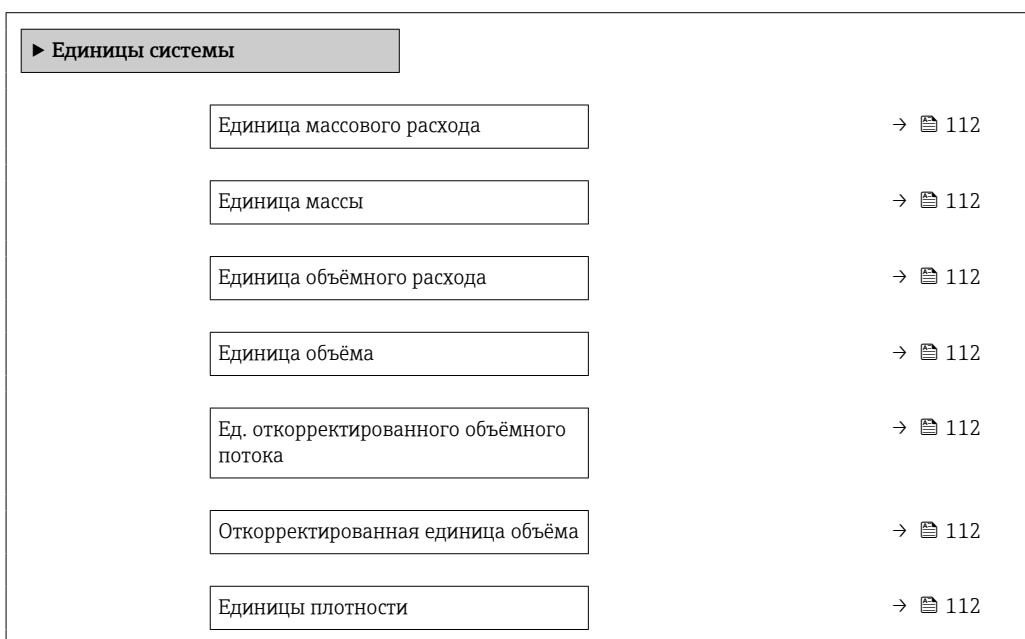 ▶ Единицы системы
Единица массового расхода → 112
Единица массы → 112
Единица объёмного расхода → 112
Единица объёма → 112
Ед. откорректированного объёмного → 112
потока
Откорректированная единица объёма → 112
Единицы плотности → 112